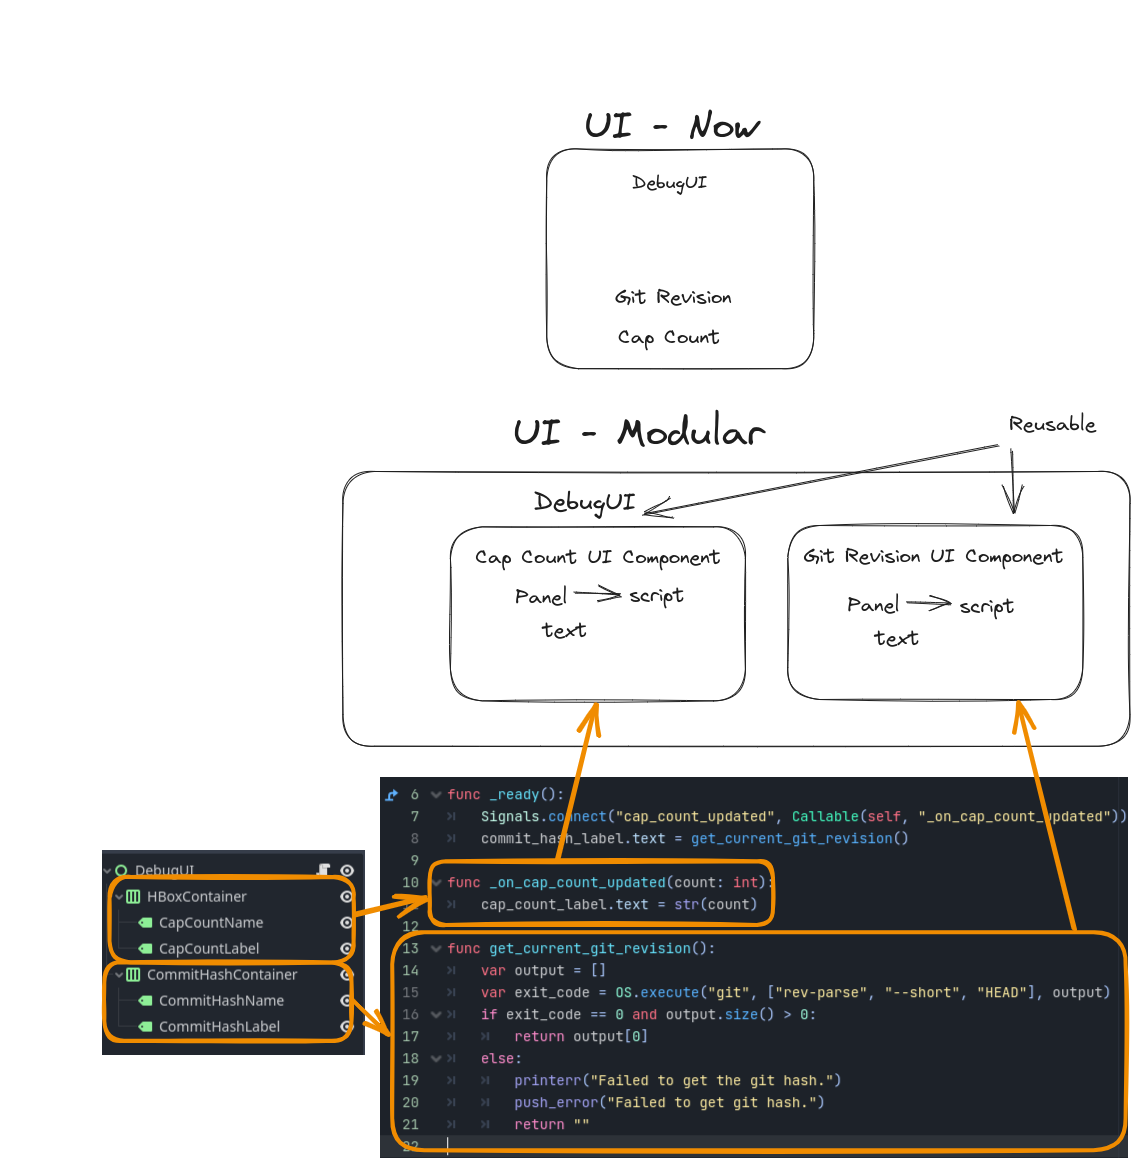 UI - Now
DebugUI
Git Revision
Cap Count
UI - Modular
Reusable
DebugUI
Cap Count UI Component
Panel
script
text
Git Revision UI Component
Panel
script
text
DebugUI
HBoxContainer
CapCountName
CapCountLabel
CommitHashContainer
CommitHashName
CommitHashLabel
6 func _ready():
7 Signals.connect("cap_count_updated", Callable(self, "_on_cap_count_updated"))
8 commit_hash_label.text = get_current_git_revision()
9
10 func _on_cap_count_updated(count: int):
cap_count_label.text = str(count)
12
13 func get_current_git_revision():
14 var output = []
15 var exit_code = OS.execute("git", ["rev-parse", "--short", "HEAD"], output)
16 if exit_code == 0 and output.size() > 0:
17 return output[0]
18 else:
19 printerr("Failed to get the git hash.")
20 push_error("Failed to get git hash.")
21 return ""
22